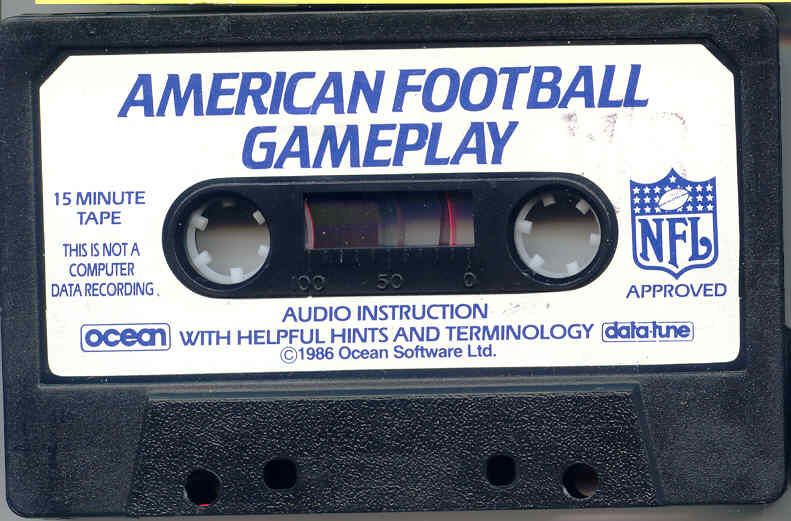 AMERICAN FOOTBALL
GAMEPLAY
15 MINUTE
TAPE
THIS IS NOT A
COMPUTER
DATA RECORDING.
100 50 0
NFL
APPROVED
AUDIO INSTRUCTION
ocean WITH HELPFUL HINTS AND TERMINOLOGY data-tune
©1986 Ocean Software Ltd.